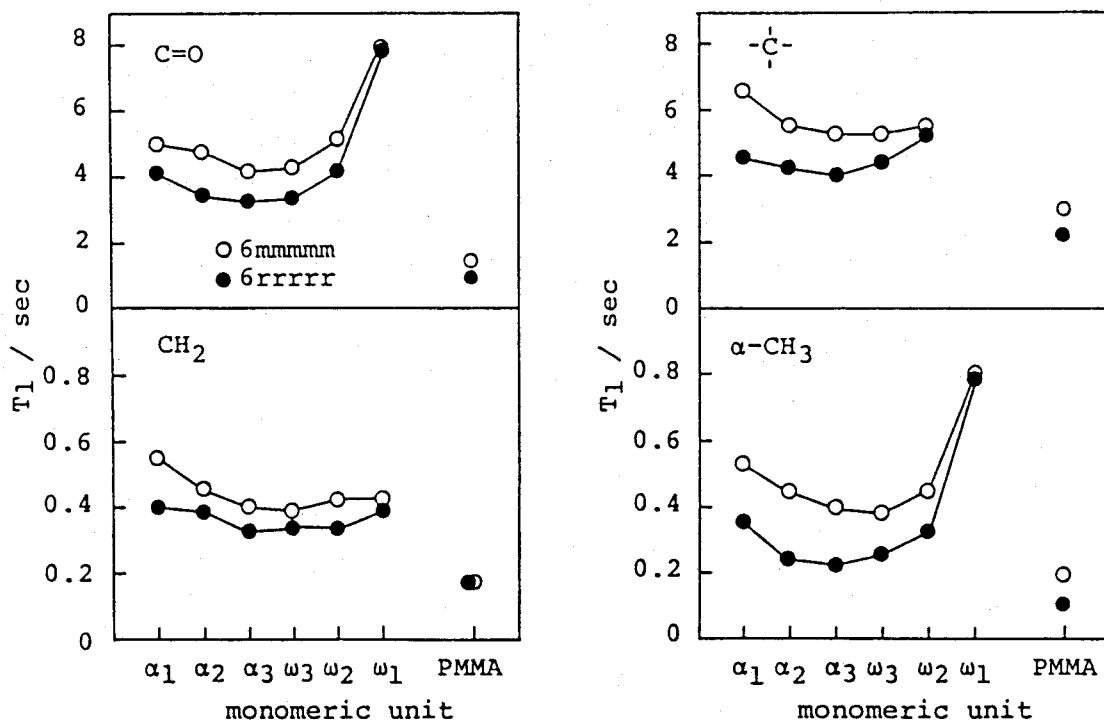 C=O
8
6
4
2
0
6mmmmm
6rrrrr
CH2
0.8
0.6
0.4
0.2
0
T1 / sec
α1 α2 α3 ω3 ω2 ω1 PMMA
monomeric unit
-C-
8
6
4
2
0
α-CH3
0.8
0.6
0.4
0.2
0
T1 / sec
α1 α2 α3 ω3 ω2 ω1 PMMA
monomeric unit